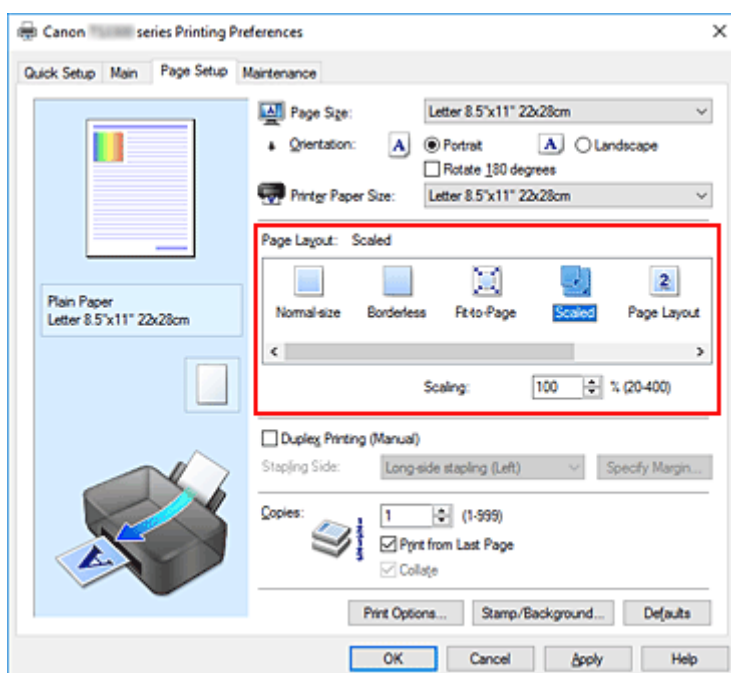 Canon series Printing Preferences
Quick Setup Main Page Setup Maintenance
Page Size: Letter 8.5"x11" 22x28cm
Orientation: A Portrait A Landscape
Rotate 180 degrees
Printer Paper Size: Letter 8.5"x11" 22x28cm
Page Layout: Scaled
2
Normal-size Borderless Fit-to-Page Scaled Page Layout
Plain Paper
Letter 8.5"x11" 22x28cm
Scaling: 100 % (20-400)
Duplex Printing (Manual)
Stapling Side: Long-side stapling (Left) Specify Margin...
Copies: 1 (1-999)
Print from Last Page
Collate
A
Print Options... Stamp/Background... Defaults
OK Cancel Apply Help